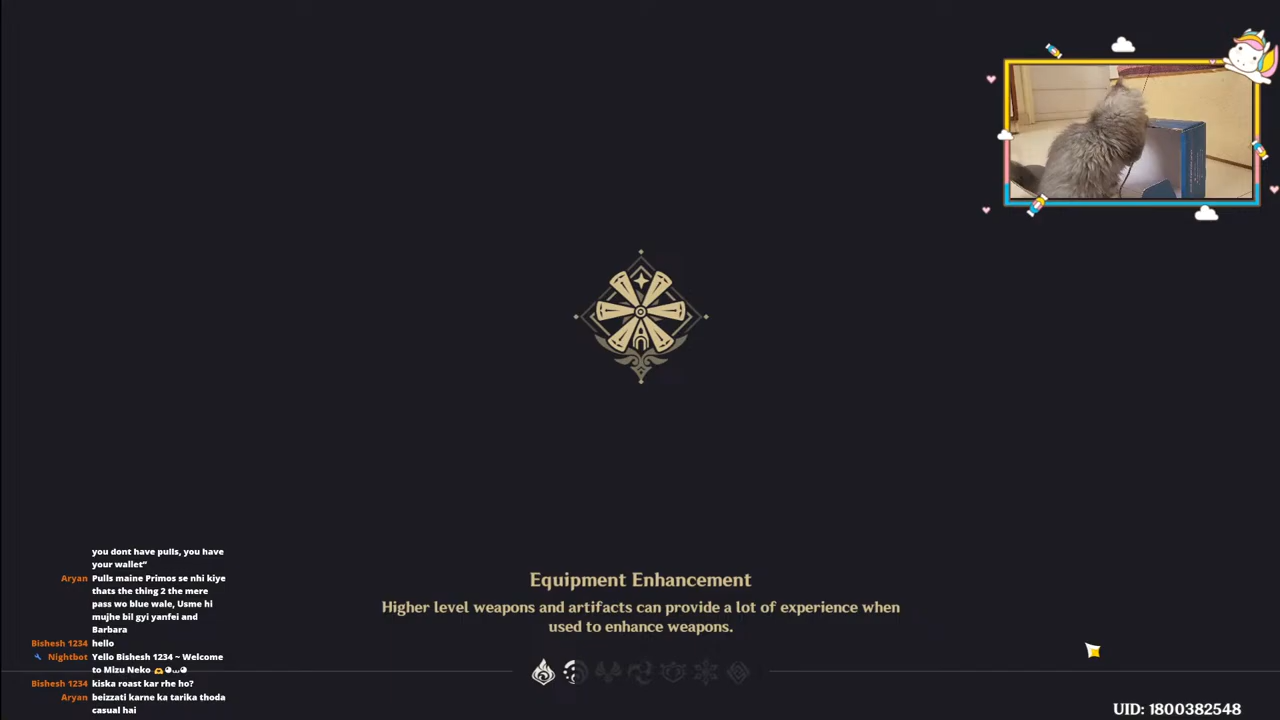 you dont have pulls, you have
your wallet"
Aryan Pulls maine Primos se nhi kiye
thats the thing 2 the mere
pass wo blue wale, Usme hi
mujhe bil gyi yanfei and
Barbara
Bishesh 1234 hello
Nightbot Yello Bishesh 1234 ~ Welcome
to Mizu Neko
Bishesh 1234 kiska roast kar rhe ho?
Aryan beizzati karne ka tarika thoda
casual hai
Equipment Enhancement
Higher level weapons and artifacts can provide a lot of experience when
used to enhance weapons.
UID: 1800382548